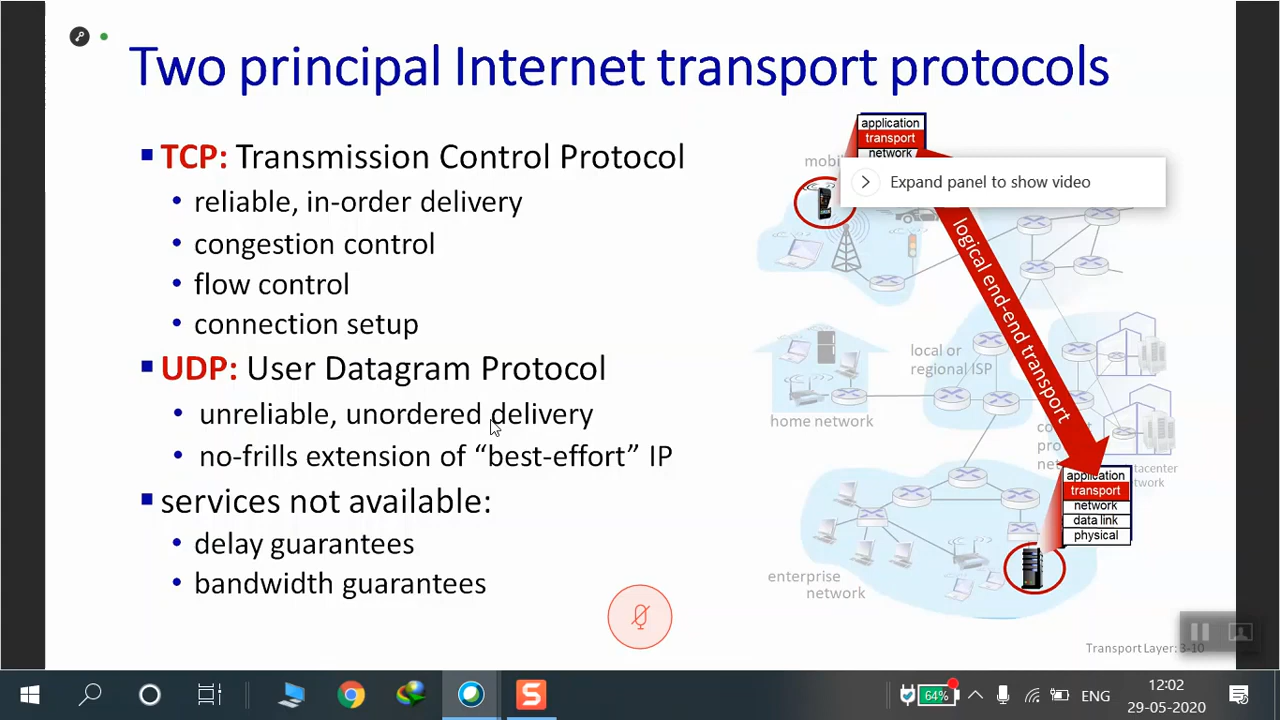 Two principal Internet transport protocols
TCP: Transmission Control Protocol
reliable, in-order delivery
congestion control
flow control
connection setup
UDP: User Datagram Protocol
unreliable, unordered delivery
no-frills extension of “best-effort” IP
services not available:
delay guarantees
bandwidth guarantees
application
transport
network
Expand panel to show video
logical end-end transport
local or
regional ISP
home network
enterprise
network
application
transport
network
data link
physical
Transport Layer: 3-10
64%
ENG
12:02
29-05-2020